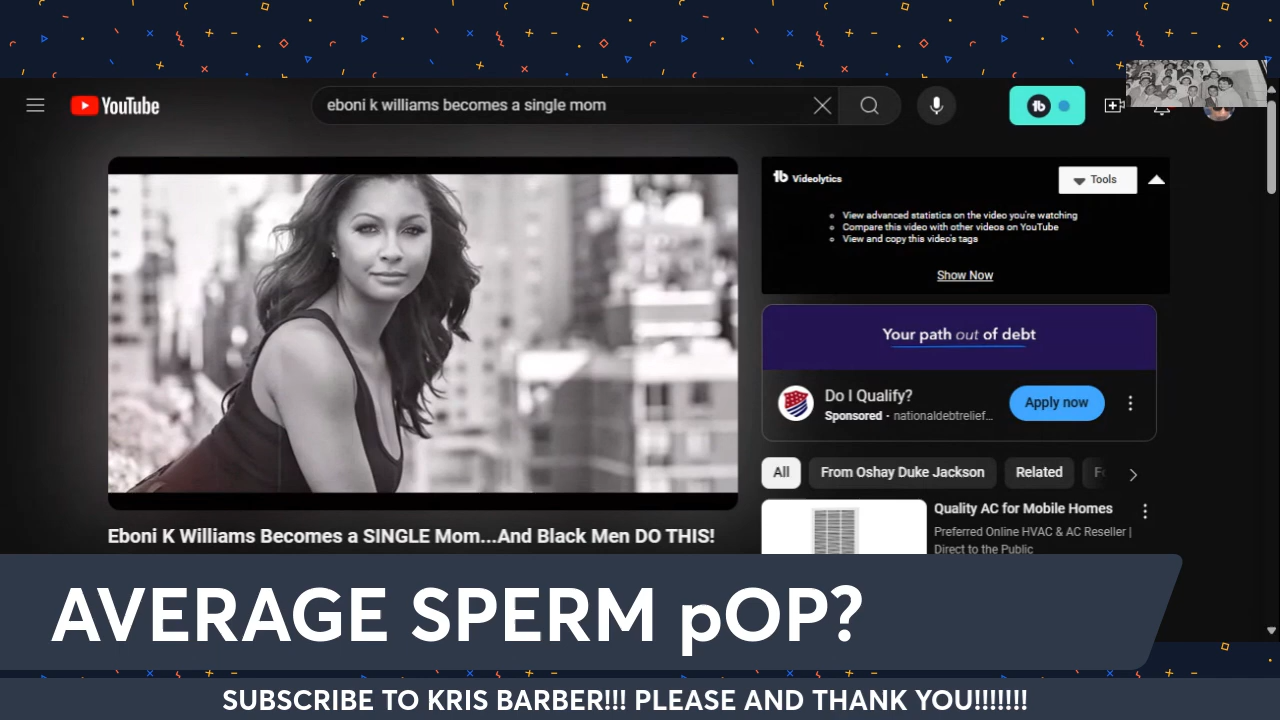 YouTube
eboni k williams becomes a single mom
Videolytics
Tools
View advanced statistics on the video you're watching
Compare this video with other videos on YouTube
View and copy this video's tags
Show Now
Your path out of debt
Do I Qualify?
Sponsored · nationaldebtrelief...
Apply now
All
From Oshay Duke Jackson
Related
Quality AC for Mobile Homes
Preferred Online HVAC & AC Reseller |
Direct to the Public
Eboni K Williams Becomes a SINGLE Mom...And Black Men DO THIS!
AVERAGE SPERM pOP?
SUBSCRIBE TO KRIS BARBER!!! PLEASE AND THANK YOU!!!!!!!